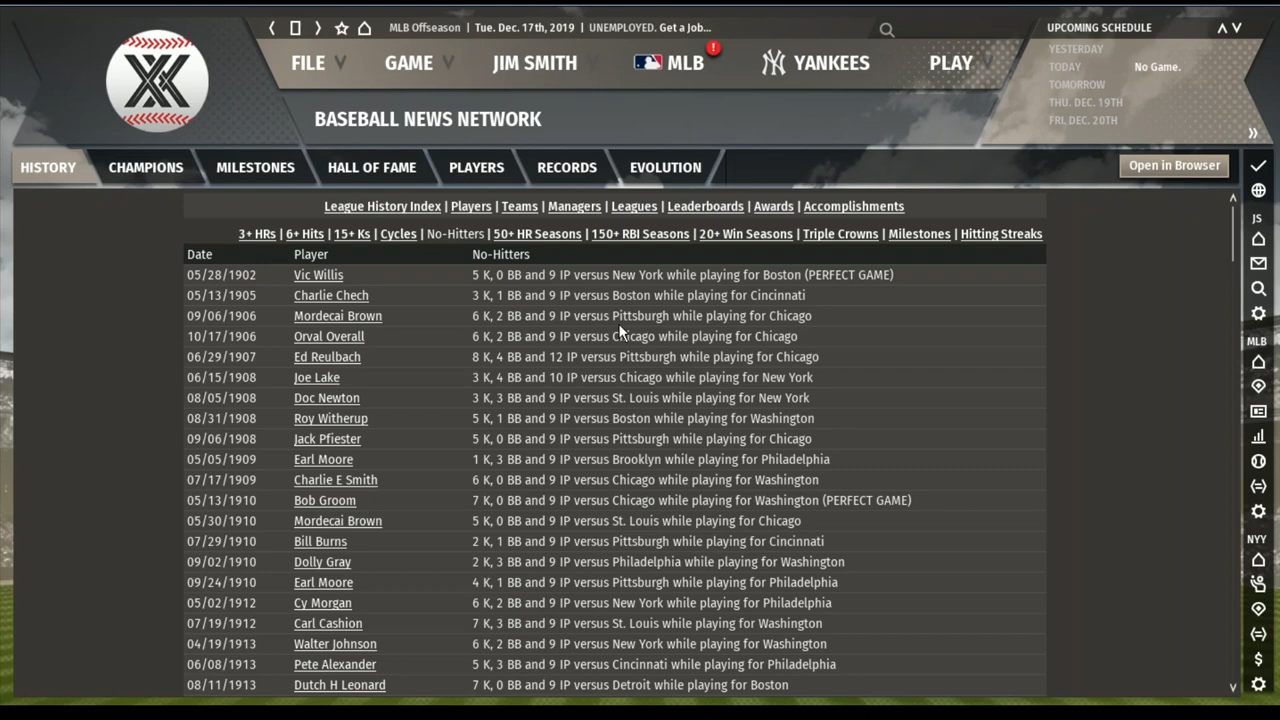 MLB Offseason | Tue. Dec. 17th, 2019 | UNEMPLOYED. Get a Job...
UPCOMING SCHEDULE
YESTERDAY
TODAY No Game.
TOMORROW
THU. DEC. 19TH
FRI. DEC. 20TH
FILE GAME JIM SMITH MLB ! YANKEES PLAY
BASEBALL NEWS NETWORK
HISTORY CHAMPIONS MILESTONES HALL OF FAME PLAYERS RECORDS EVOLUTION
Open in Browser
League History Index | Players | Teams | Managers | Leagues | Leaderboards | Awards | Accomplishments
3+ HRs | 6+ Hits | 15+ Ks | Cycles | No-Hitters | 50+ HR Seasons | 150+ RBI Seasons | 20+ Win Seasons | Triple Crowns | Milestones | Hitting Streaks
Date Player No-Hitters
05/28/1902 Vic Willis 5 K, 0 BB and 9 IP versus New York while playing for Boston (PERFECT GAME)
05/13/1905 Charlie Chech 3 K, 1 BB and 9 IP versus Boston while playing for Cincinnati
09/06/1906 Mordecai Brown 6 K, 2 BB and 9 IP versus Pittsburgh while playing for Chicago
10/17/1906 Orval Overall 6 K, 2 BB and 9 IP versus Chicago while playing for Chicago
06/29/1907 Ed Reulbach 8 K, 4 BB and 12 IP versus Pittsburgh while playing for Chicago
06/15/1908 Joe Lake 3 K, 4 BB and 10 IP versus Chicago while playing for New York
08/05/1908 Doc Newton 3 K, 3 BB and 9 IP versus St. Louis while playing for New York
08/31/1908 Roy Witherup 5 K, 1 BB and 9 IP versus Boston while playing for Washington
09/06/1908 Jack Pfiester 5 K, 0 BB and 9 IP versus Pittsburgh while playing for Chicago
05/05/1909 Earl Moore 1 K, 3 BB and 9 IP versus Brooklyn while playing for Philadelphia
07/17/1909 Charlie E Smith 6 K, 0 BB and 9 IP versus Chicago while playing for Washington
05/13/1910 Bob Groom 7 K, 0 BB and 9 IP versus Chicago while playing for Washington (PERFECT GAME)
05/30/1910 Mordecai Brown 5 K, 0 BB and 9 IP versus St. Louis while playing for Chicago
07/29/1910 Bill Burns 2 K, 1 BB and 9 IP versus Pittsburgh while playing for Cincinnati
09/02/1910 Dolly Gray 2 K, 3 BB and 9 IP versus Philadelphia while playing for Washington
09/24/1910 Earl Moore 4 K, 1 BB and 9 IP versus Pittsburgh while playing for Philadelphia
05/02/1912 Cy Morgan 6 K, 2 BB and 9 IP versus New York while playing for Philadelphia
07/19/1912 Carl Cashion 7 K, 3 BB and 9 IP versus St. Louis while playing for Washington
04/19/1913 Walter Johnson 6 K, 2 BB and 9 IP versus New York while playing for Washington
06/08/1913 Pete Alexander 5 K, 3 BB and 9 IP versus Cincinnati while playing for Philadelphia
08/11/1913 Dutch H Leonard 7 K, 0 BB and 9 IP versus Detroit while playing for Boston
JS
MLB
NYY
$